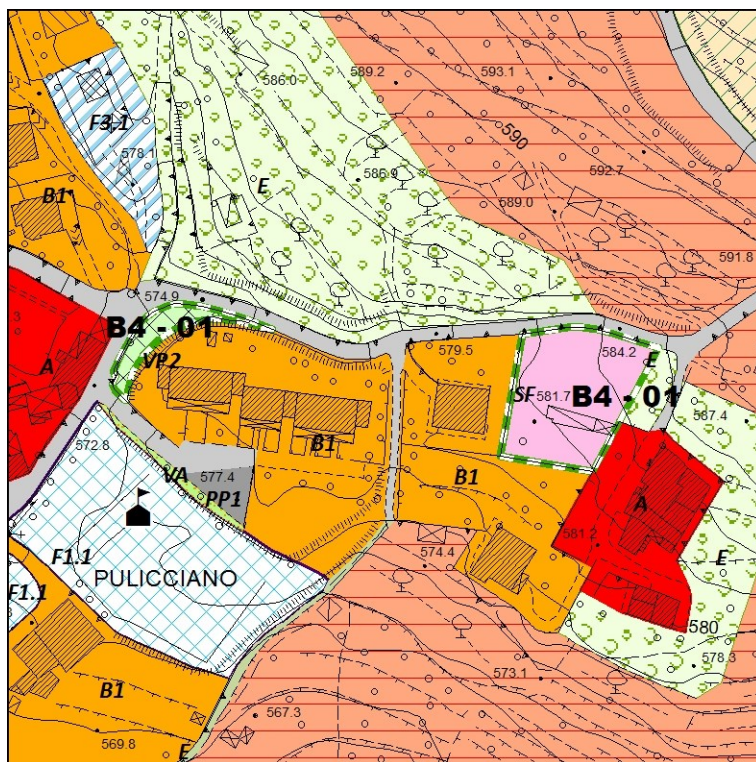 586.0
589.2
593.1
590
F3.1
578.1
586.9
592.7
E
B1
589.0
591.8
574.9
B4 - 01
579.5
584.2
E
VP2
A
SF
581.7
B4 - 01
587.4
572.8
B1
VA
577.4
PP1
B1
A
581.2
E
F1.1
574.4
PULICCIANO
F1.1
580
578.3
573.1
B1
567.3
569.8
E